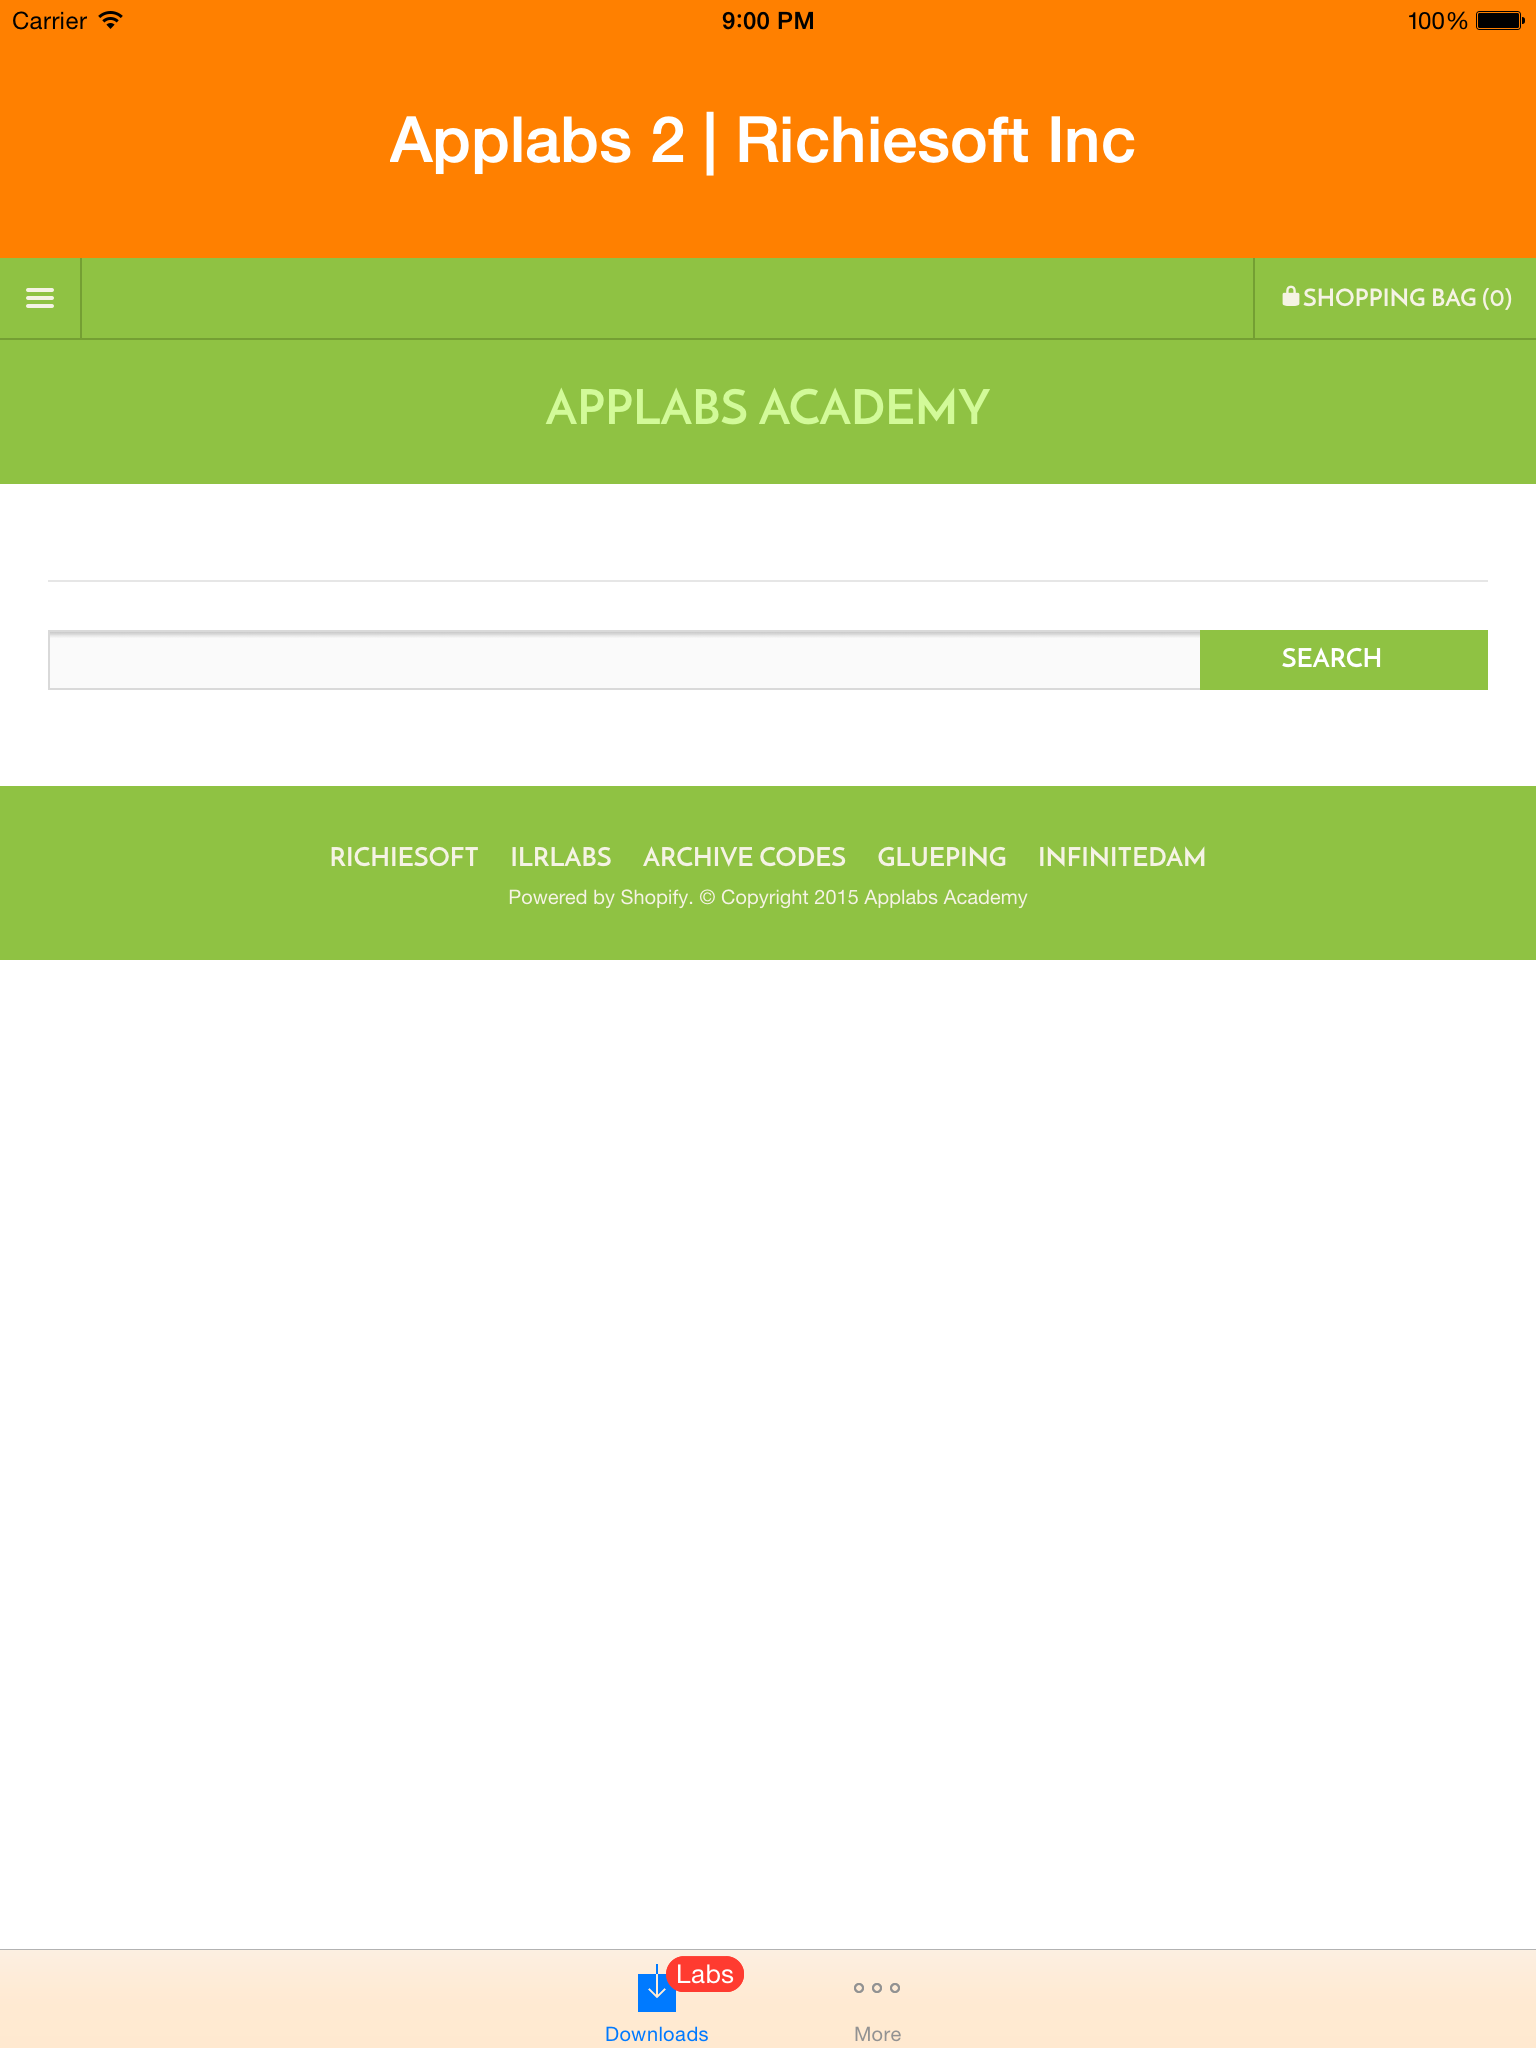 Carrier 9:00 PM 100%
Applabs 2 | Richiesoft Inc
SHOPPING BAG (0)
APPLABS ACADEMY
SEARCH
RICHIESOFT ILRLABS ARCHIVE CODES GLUEPING INFINITEDAM
Powered by Shopify. © Copyright 2015 Applabs Academy
Labs
Downloads More